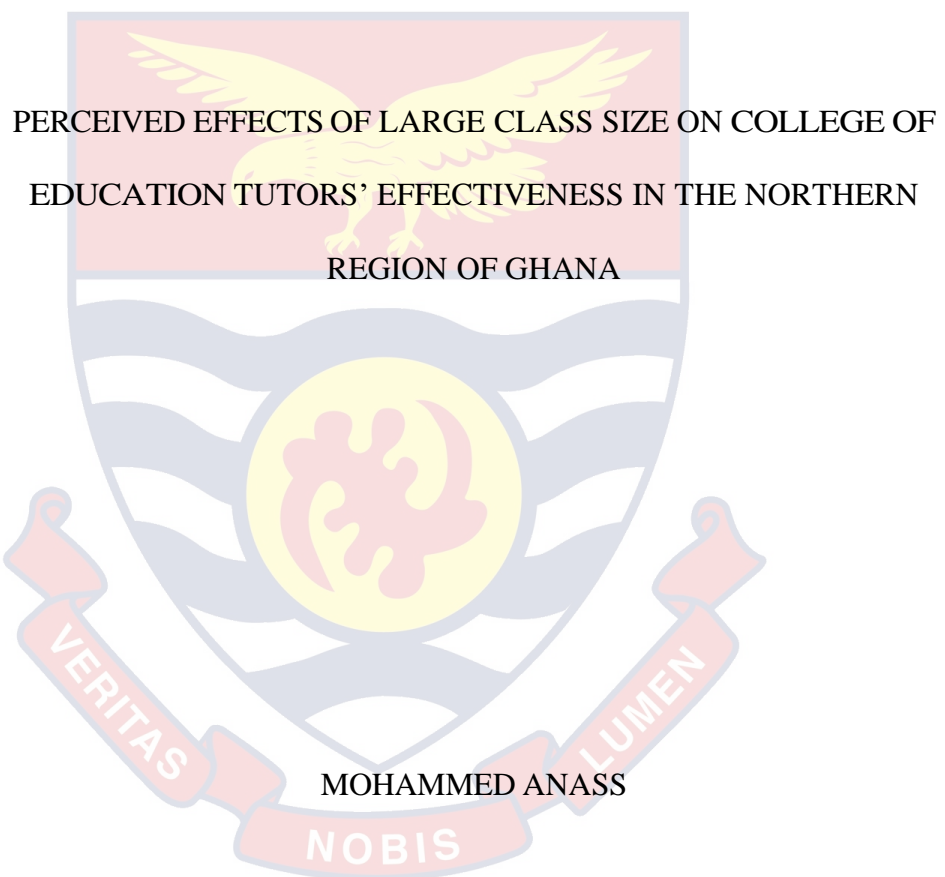 PERCEIVED EFFECTS OF LARGE CLASS SIZE ON COLLEGE OF
EDUCATION TUTORS’ EFFECTIVENESS IN THE NORTHERN
REGION OF GHANA
MOHAMMED ANASS
VERITAS
NOBIS
LUMEN